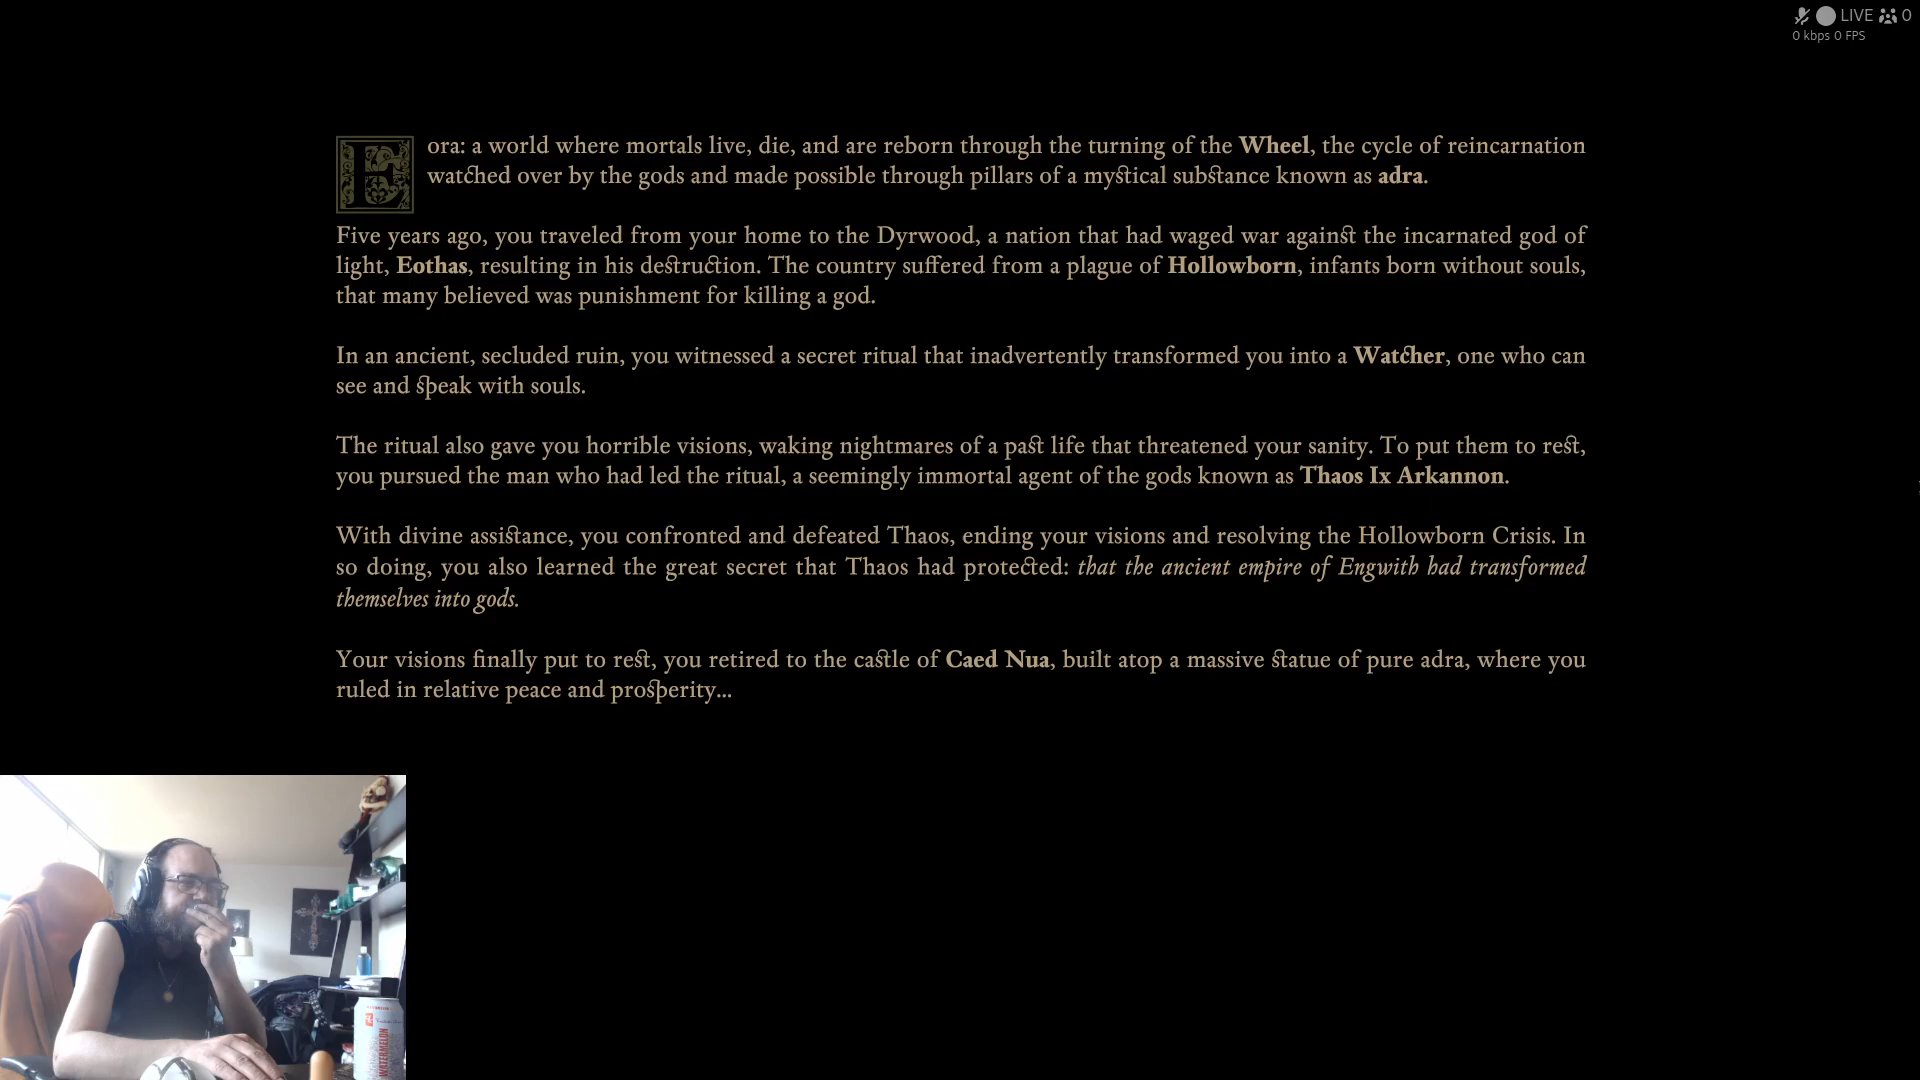 LIVE 0
0 kbps 0 FPS
Eora: a world where mortals live, die, and are reborn through the turning of the Wheel, the cycle of reincarnation
watched over by the gods and made possible through pillars of a mystical substance known as adra.
Five years ago, you traveled from your home to the Dyrwood, a nation that had waged war against the incarnated god of
light, Eothas, resulting in his destruction. The country suffered from a plague of Hollowborn, infants born without souls,
that many believed was punishment for killing a god.
In an ancient, secluded ruin, you witnessed a secret ritual that inadvertently transformed you into a Watcher, one who can
see and speak with souls.
The ritual also gave you horrible visions, waking nightmares of a past life that threatened your sanity. To put them to rest,
you pursued the man who had led the ritual, a seemingly immortal agent of the gods known as Thaos Ix Arkannon.
With divine assistance, you confronted and defeated Thaos, ending your visions and resolving the Hollowborn Crisis. In
so doing, you also learned the great secret that Thaos had protected: that the ancient empire of Engwith had transformed
themselves into gods.
Your visions finally put to rest, you retired to the castle of Caed Nua, built atop a massive statue of pure adra, where you
ruled in relative peace and prosperity...
WATERMELON